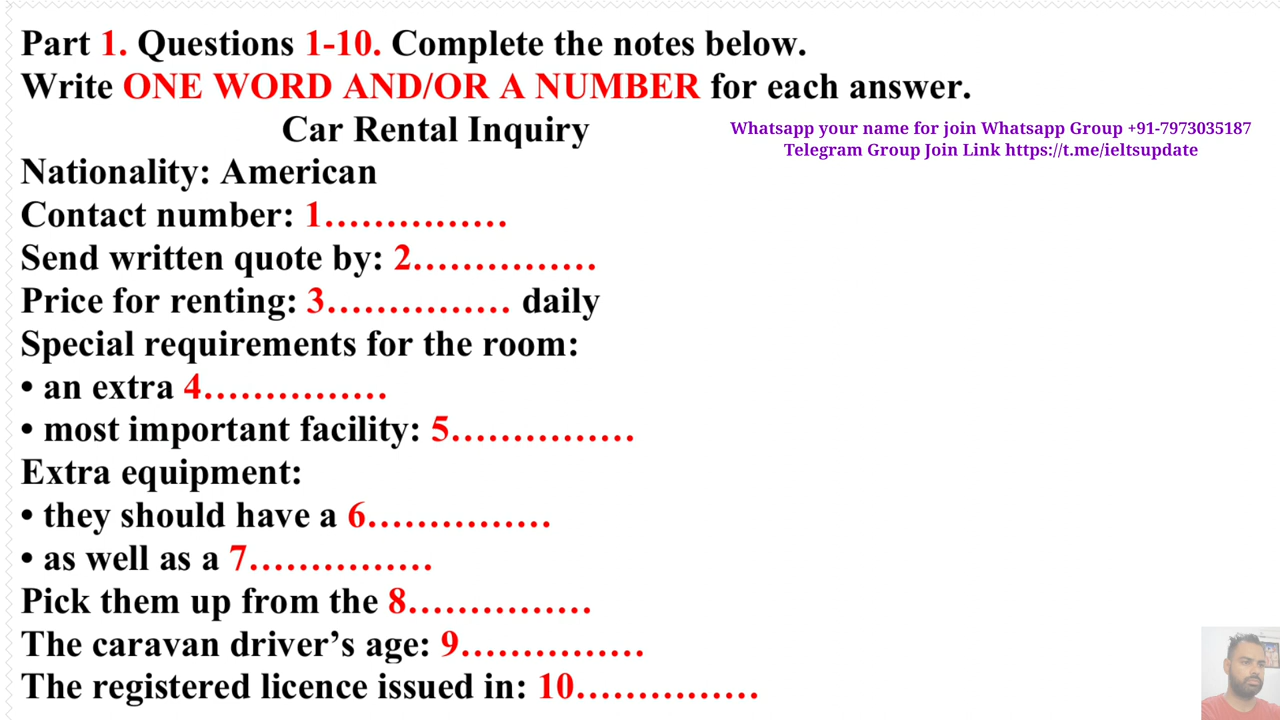 Part 1. Questions 1-10. Complete the notes below.
Write ONE WORD AND/OR A NUMBER for each answer.
Car Rental Inquiry
Whatsapp your name for join Whatsapp Group +91-7973035187
Telegram Group Join Link https://t.me/ieltsupdate
Nationality: American
Contact number: 1……………
Send written quote by: 2……………
Price for renting: 3…………… daily
Special requirements for the room:
• an extra 4……………
• most important facility: 5……………
Extra equipment:
• they should have a 6……………
• as well as a 7……………
Pick them up from the 8……………
The caravan driver’s age: 9……………
The registered licence issued in: 10……………